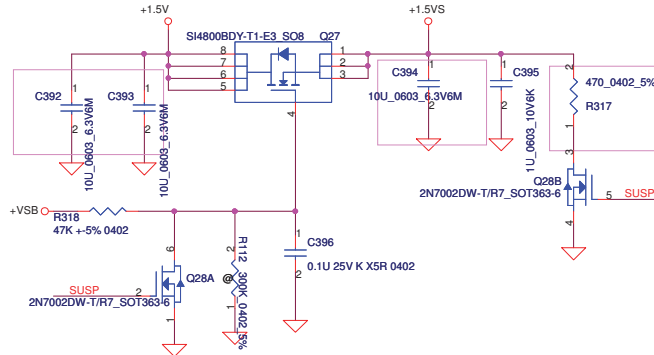 +1.5V
+1.5VS
SI4800BDY-T1-E3_SO8 Q27
8
7
6
5
1
2
3
4
C392
1
2
10U_0603_6.3V6M
C393
1
2
10U_0603_6.3V6M
C394
1
10U_0603_6.3V6M
2
C395
1
2
1U_0603_10V6K
2
470_0402_5%
R317
1
3
Q28B
2N7002DW-T/R7_SOT363-6
5
SUSP
4
+VSB
R318
47K +-5% 0402
6
SUSP
2
Q28A
2N7002DW-T/R7_SOT363-6
1
2
R112
@
300K_0402_5%
1
1
C396
0.1U 25V K X5R 0402
2